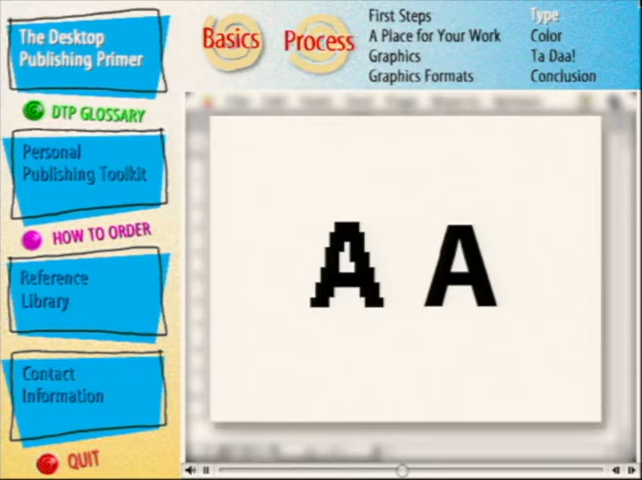 The Desktop
Publishing Primer
DTP GLOSSARY
Personal
Publishing Toolkit
HOW TO ORDER
Reference
Library
Contact
Information
QUIT
Basics
Process
First Steps
A Place for Your Work
Graphics
Graphics Formats
Type
Color
Ta Daa!
Conclusion
A A